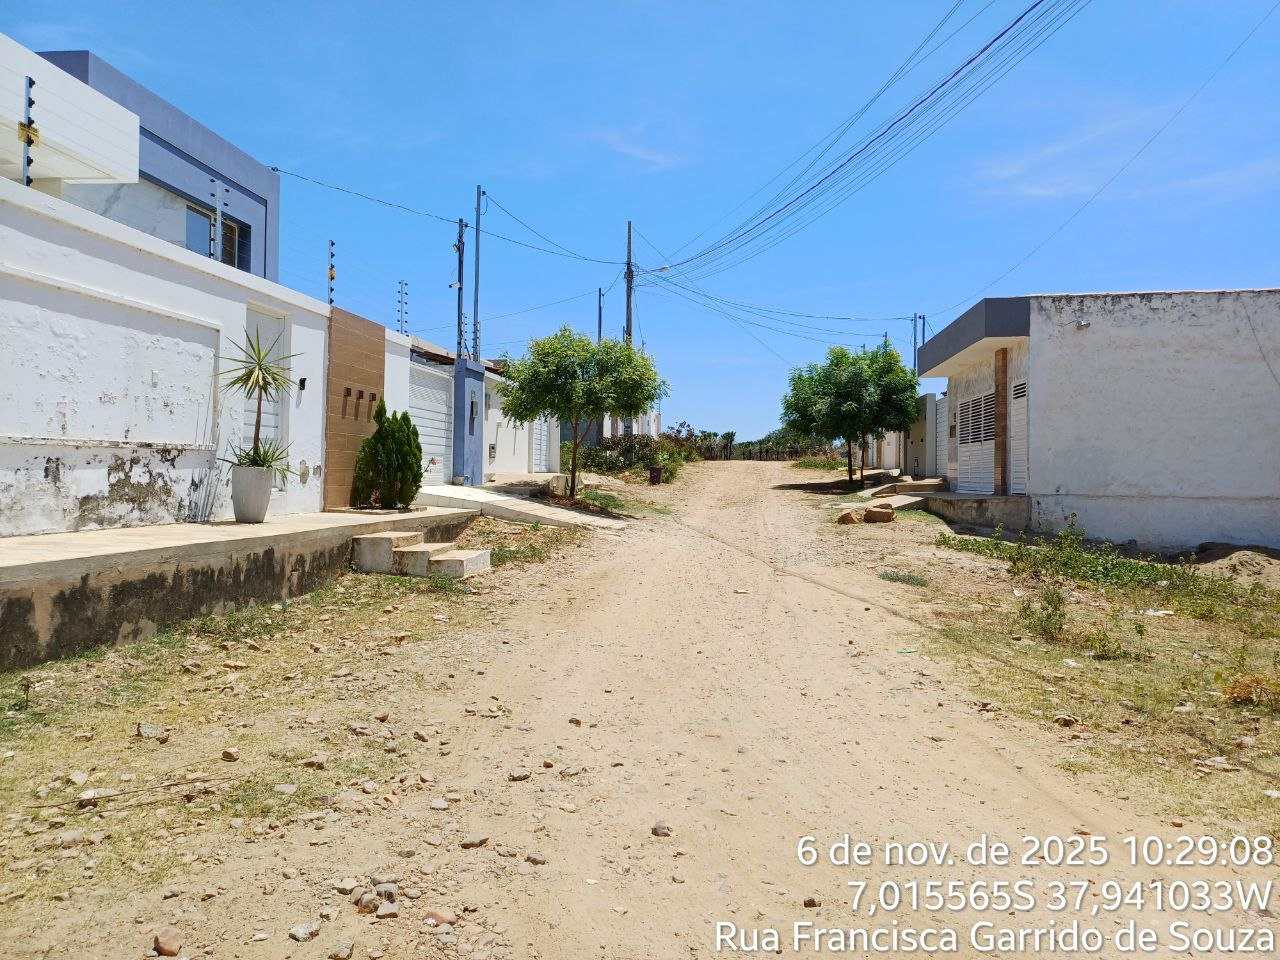 6 de nov. de 2025 10:29:08
7,015565S 37,941033W
Rua Francisca Garrido de Souza